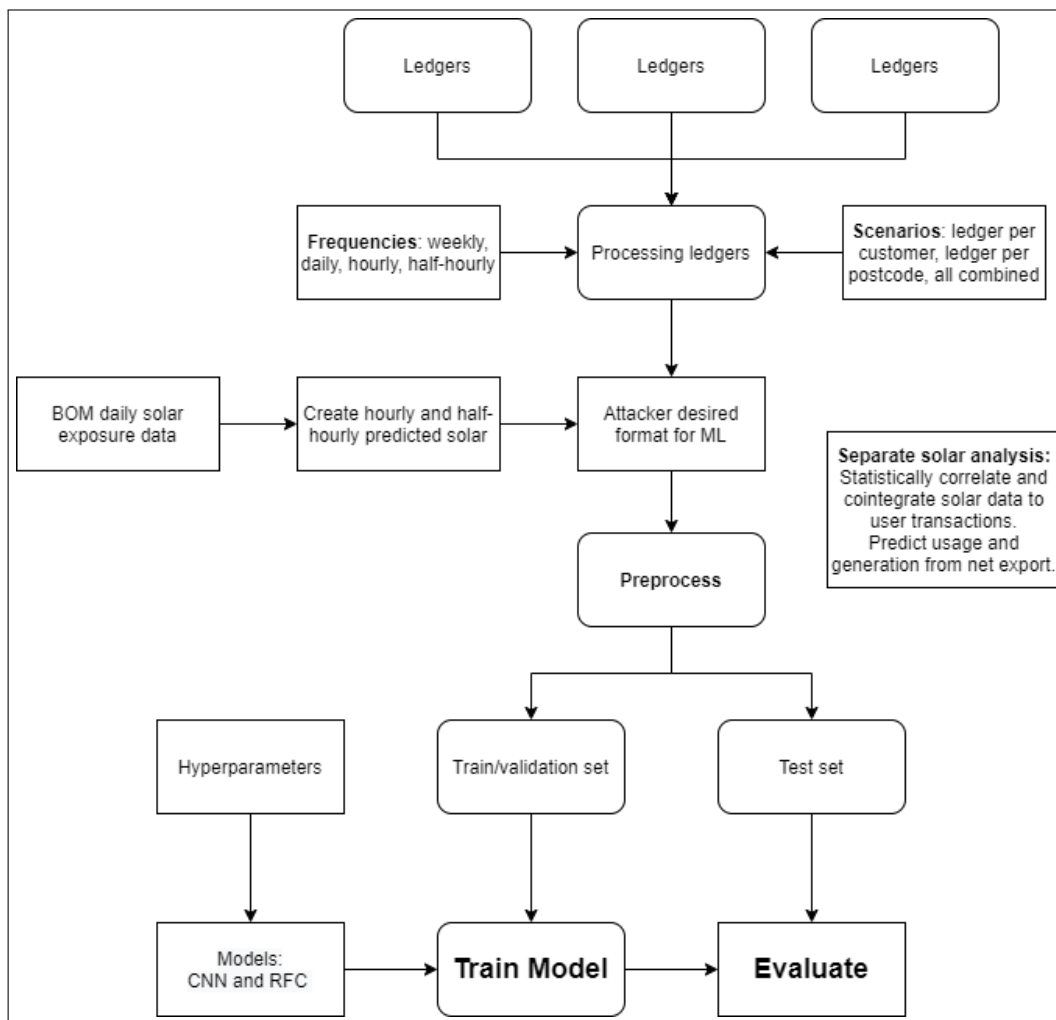 Ledgers
Ledgers
Ledgers
Frequencies: weekly,
daily, hourly, half-hourly
Processing ledgers
Scenarios: ledger per
customer, ledger per
postcode, all combined
BOM daily solar
exposure data
Create hourly and half-
hourly predicted solar
Attacker desired
format for ML
Separate solar analysis:
Statistically correlate and
cointegrate solar data to
user transactions.
Predict usage and
generation from net export.
Preprocess
Hyperparameters
Train/validation set
Test set
Models:
CNN and RFC
Train Model
Evaluate